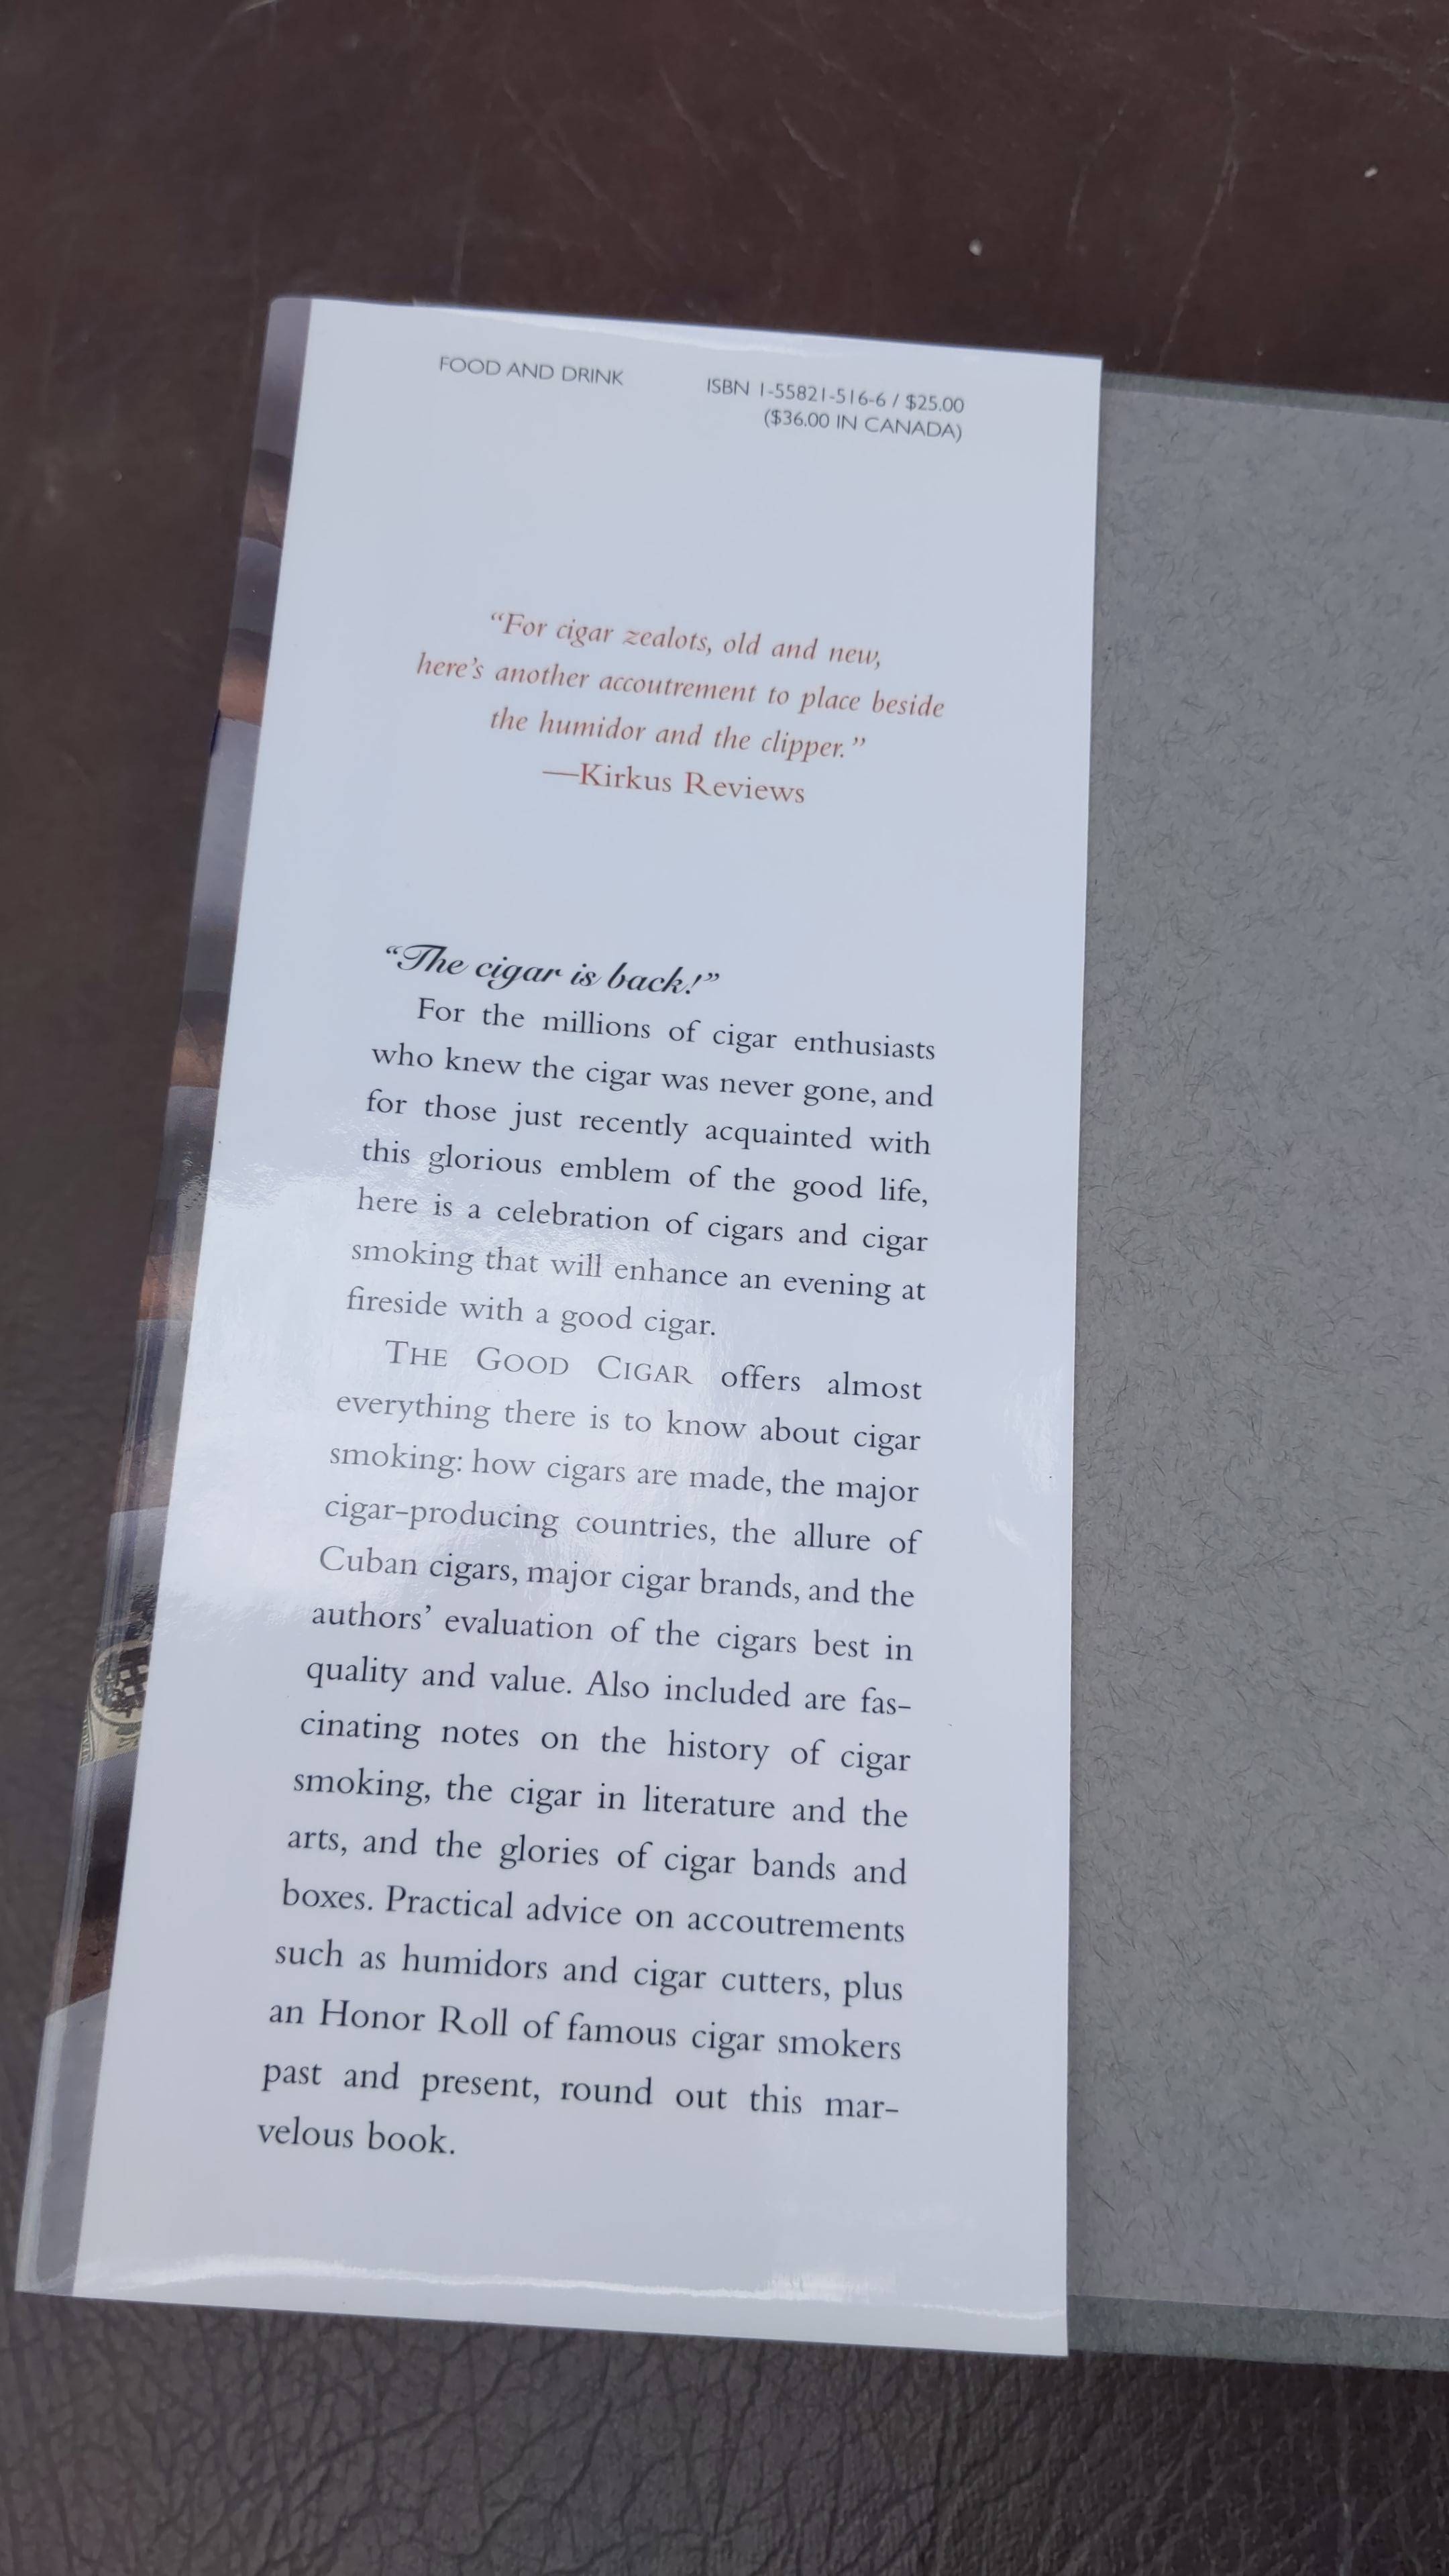 FOOD AND DRINK
ISBN 1-55821-516-6 / $25.00
($36.00 IN CANADA)
“For cigar zealots, old and new,
here’s another accoutrement to place beside
the humidor and the clipper.”
—Kirkus Reviews
“The cigar is back!”
For the millions of cigar enthusiasts
who knew the cigar was never gone, and
for those just recently acquainted with
this glorious emblem of the good life,
here is a celebration of cigars and cigar
smoking that will enhance an evening at
fireside with a good cigar.
THE GOOD CIGAR offers almost
everything there is to know about cigar
smoking: how cigars are made, the major
cigar-producing countries, the allure of
Cuban cigars, major cigar brands, and the
authors’ evaluation of the cigars best in
quality and value. Also included are fas-
cinating notes on the history of cigar
smoking, the cigar in literature and the
arts, and the glories of cigar bands and
boxes. Practical advice on accoutrements
such as humidors and cigar cutters, plus
an Honor Roll of famous cigar smokers
past and present, round out this mar-
velous book.